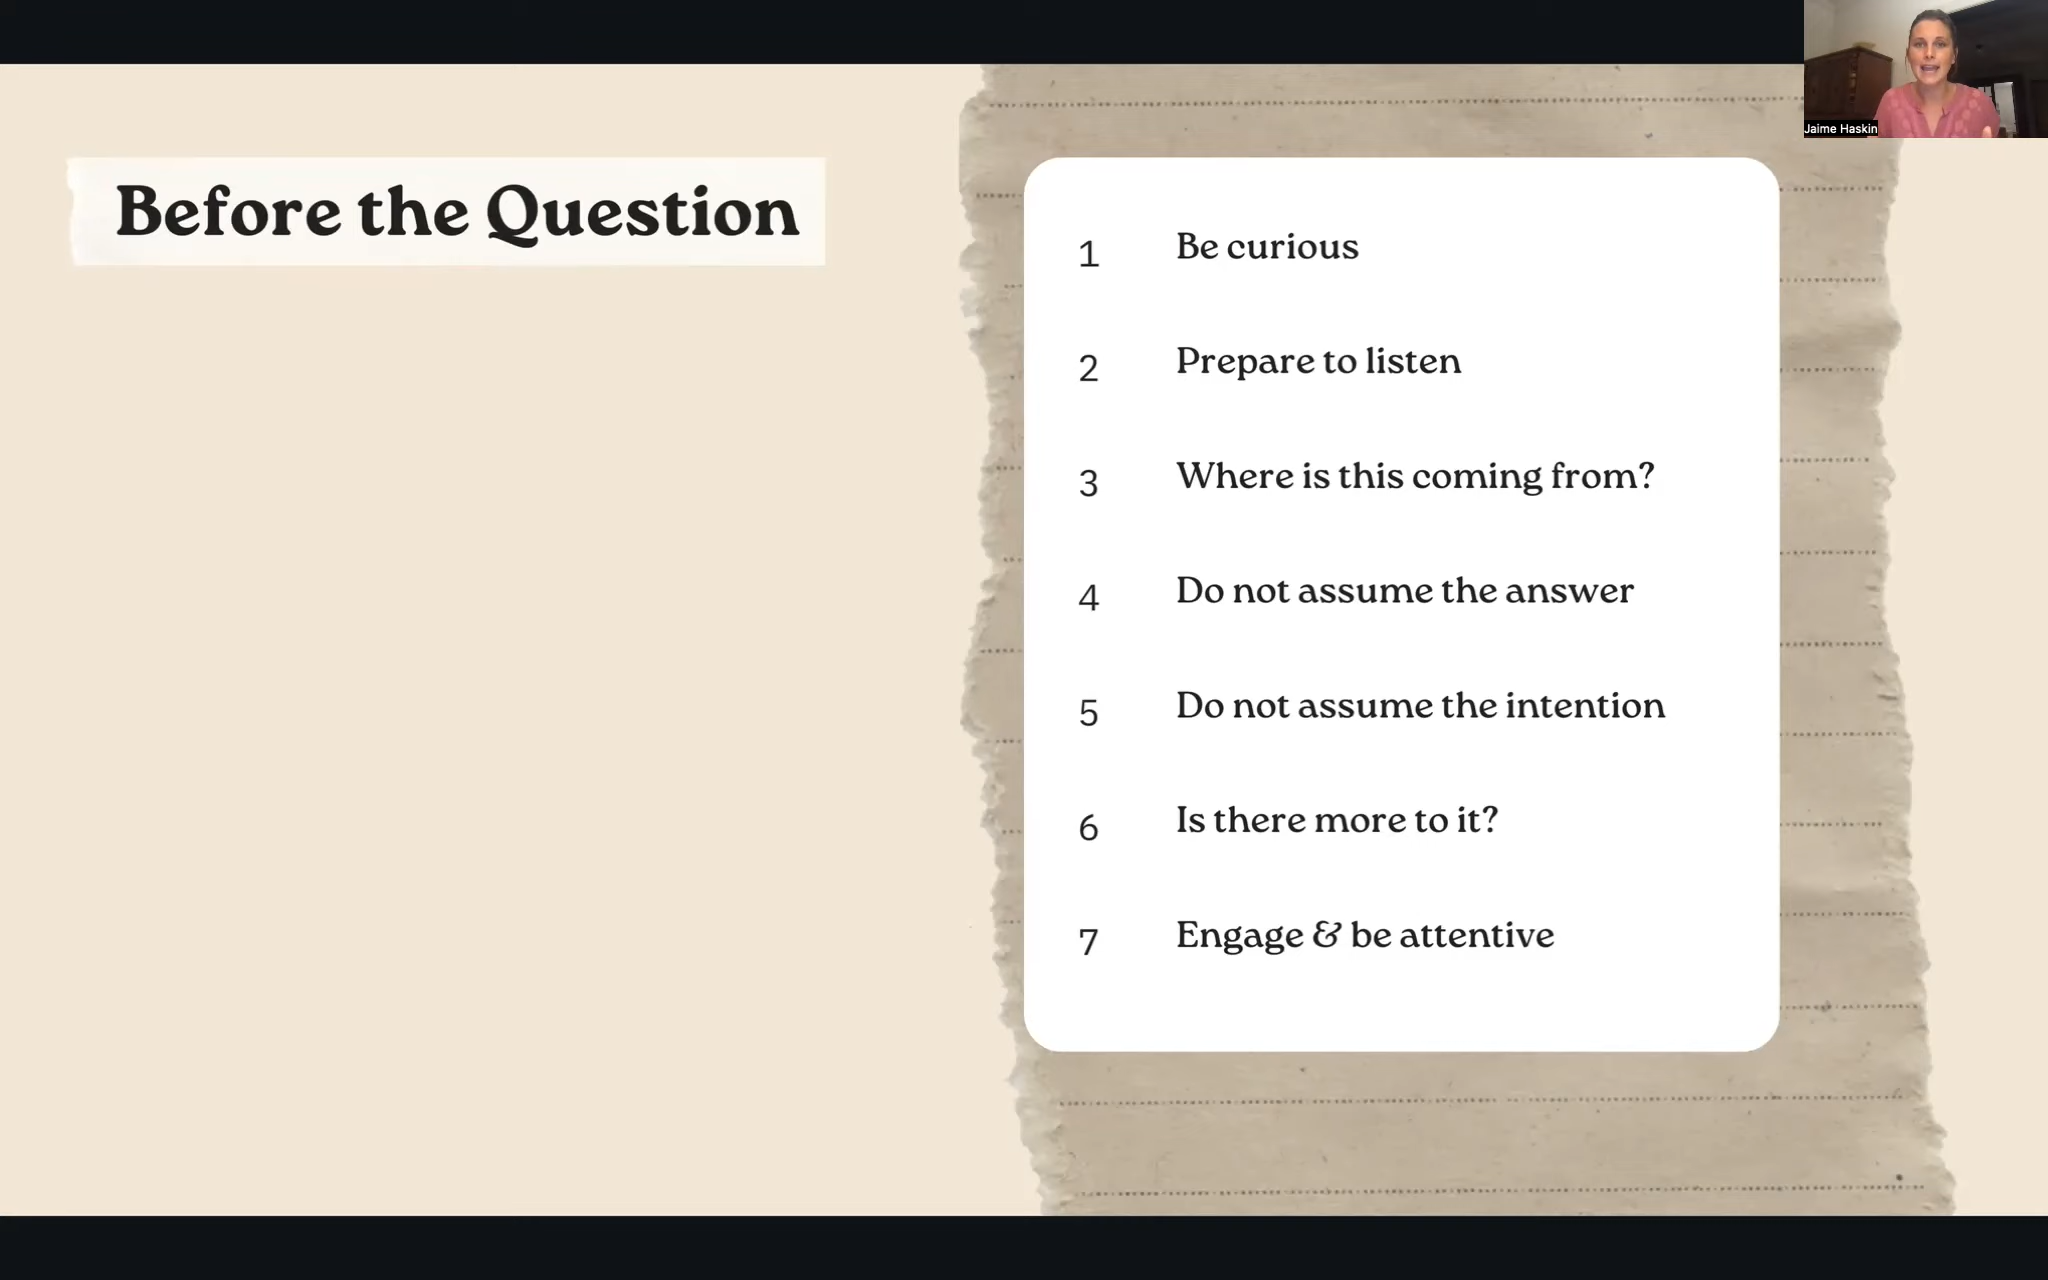 Jaime Haskin
Before the Question
1 Be curious
2 Prepare to listen
3 Where is this coming from?
4 Do not assume the answer
5 Do not assume the intention
6 Is there more to it?
7 Engage & be attentive